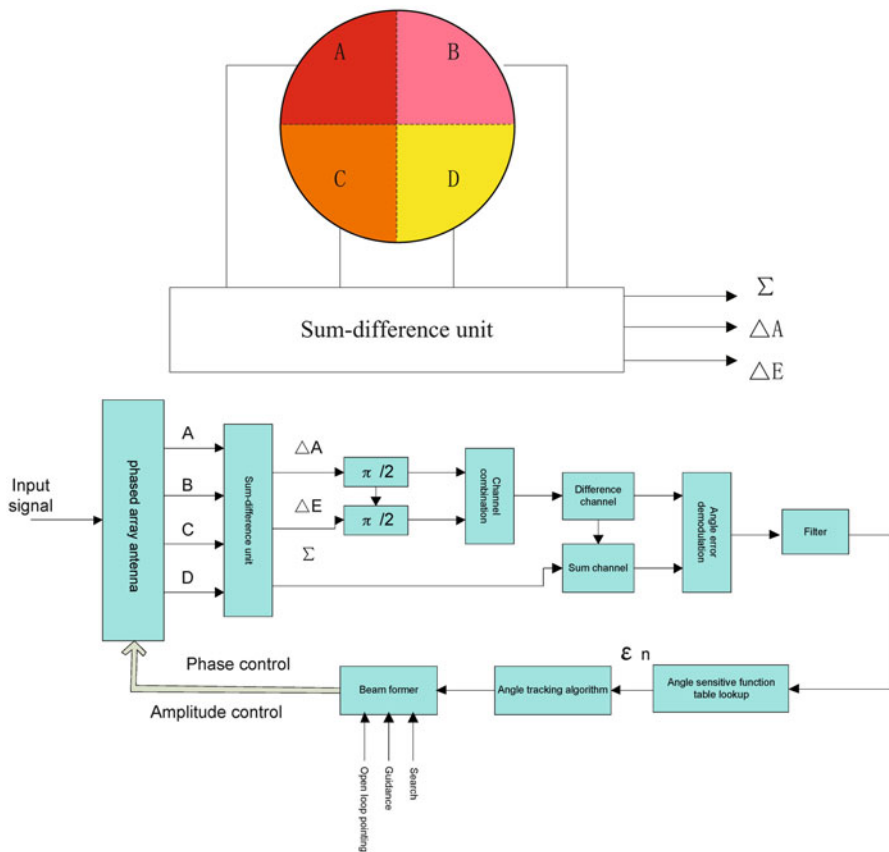 A
B
C
D
Sum-difference unit
Σ
△A
△E
Input
signal
phased array antenna
A
B
C
D
Sum-difference unit
△A
△E
Σ
π /2
π /2
Channel
combination
Difference
channel
Sum channel
Angle error
demodulation
Filter
Phase control
Amplitude control
Beam former
Angle tracking algorithm
ε n
Angle sensitive function
table lookup
Open loop pointing
Guidance
Search